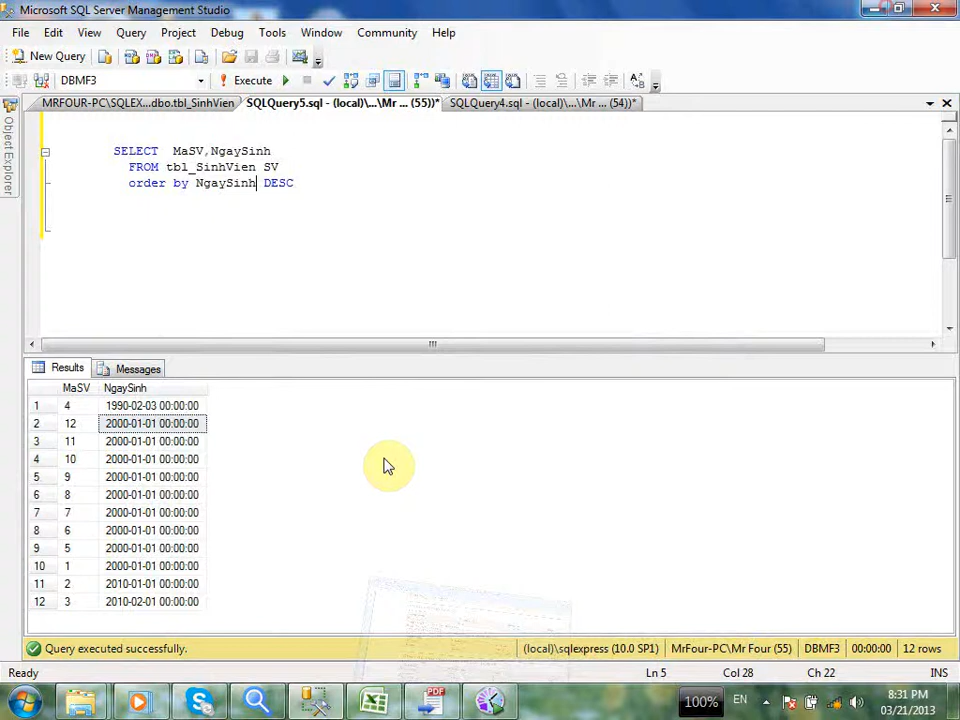 Microsoft SQL Server Management Studio
File Edit View Query Project Debug Tools Window Community Help
New Query
DBMF3 Execute
MRFOUR-PC\SQLEX...dbo.tbl_SinhVien SQLQuery5.sql - (local)\...\Mr ... (55))* SQLQuery4.sql - (local)\...\Mr ... (54))*
Object Explorer
SELECT MaSV,NgaySinh
FROM tbl_SinhVien SV
order by NgaySinh DESC
Results Messages
MaSV NgaySinh
1 4 1990-02-03 00:00:00
2 12 2000-01-01 00:00:00
3 11 2000-01-01 00:00:00
4 10 2000-01-01 00:00:00
5 9 2000-01-01 00:00:00
6 8 2000-01-01 00:00:00
7 7 2000-01-01 00:00:00
8 6 2000-01-01 00:00:00
9 5 2000-01-01 00:00:00
10 1 2000-01-01 00:00:00
11 2 2010-01-01 00:00:00
12 3 2010-02-01 00:00:00
Query executed successfully. (local)\sqlexpress (10.0 SP1) MrFour-PC\Mr Four (55) DBMF3 00:00:00 12 rows
Ready Ln 5 Col 28 Ch 22 INS
PDF 100% EN 8:31 PM
03/21/2013